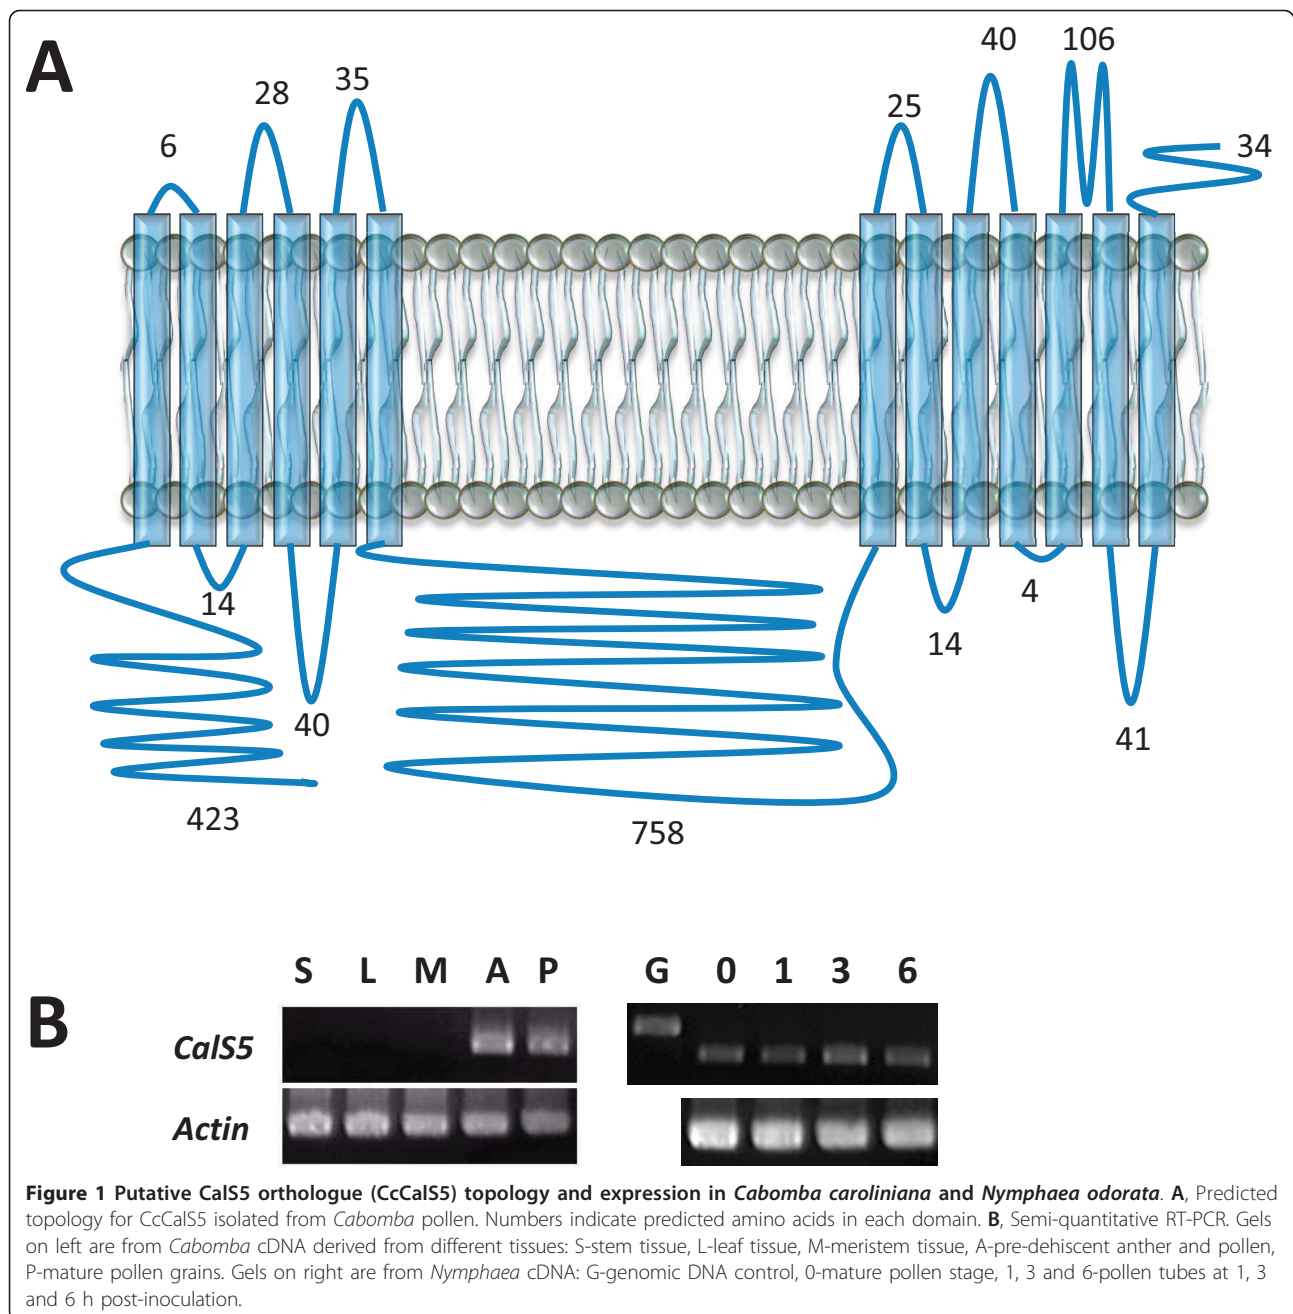 A
6
28
35
25
40
106
34
14
40
423
758
14
4
41
B
S L M A P
G 0 1 3 6
CalS5
Actin
Figure 1 Putative CalS5 orthologue (CcCalS5) topology and expression in Cabomba caroliniana and Nymphaea odorata. A, Predicted
topology for CcCalS5 isolated from Cabomba pollen. Numbers indicate predicted amino acids in each domain. B, Semi-quantitative RT-PCR. Gels
on left are from Cabomba cDNA derived from different tissues: S-stem tissue, L-leaf tissue, M-meristem tissue, A-pre-dehiscent anther and pollen,
P-mature pollen grains. Gels on right are from Nymphaea cDNA: G-genomic DNA control, 0-mature pollen stage, 1, 3 and 6-pollen tubes at 1, 3
and 6 h post-inoculation.